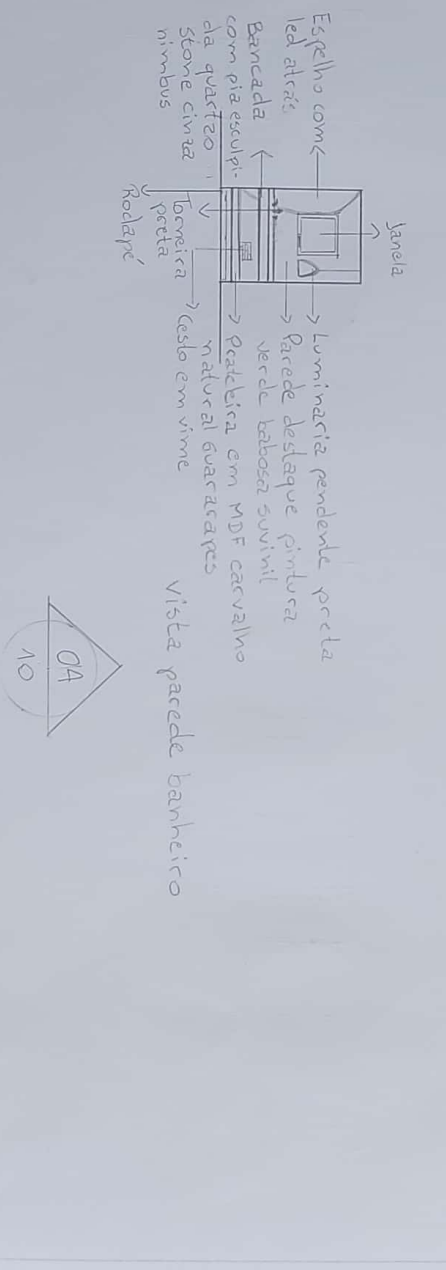 Janela
Espelho com
led atrás
Bancada
com pia esculpi-
da quartzo
stone cinza
nimbus
Luminaria pendente preta
Parede destaque pintura
verde babosa suvinil
Prateleira em MDF carvalho
natural Guararapes
Cesto em vime
Torneira
preta
Rodapé
vista parede banheiro
04
10